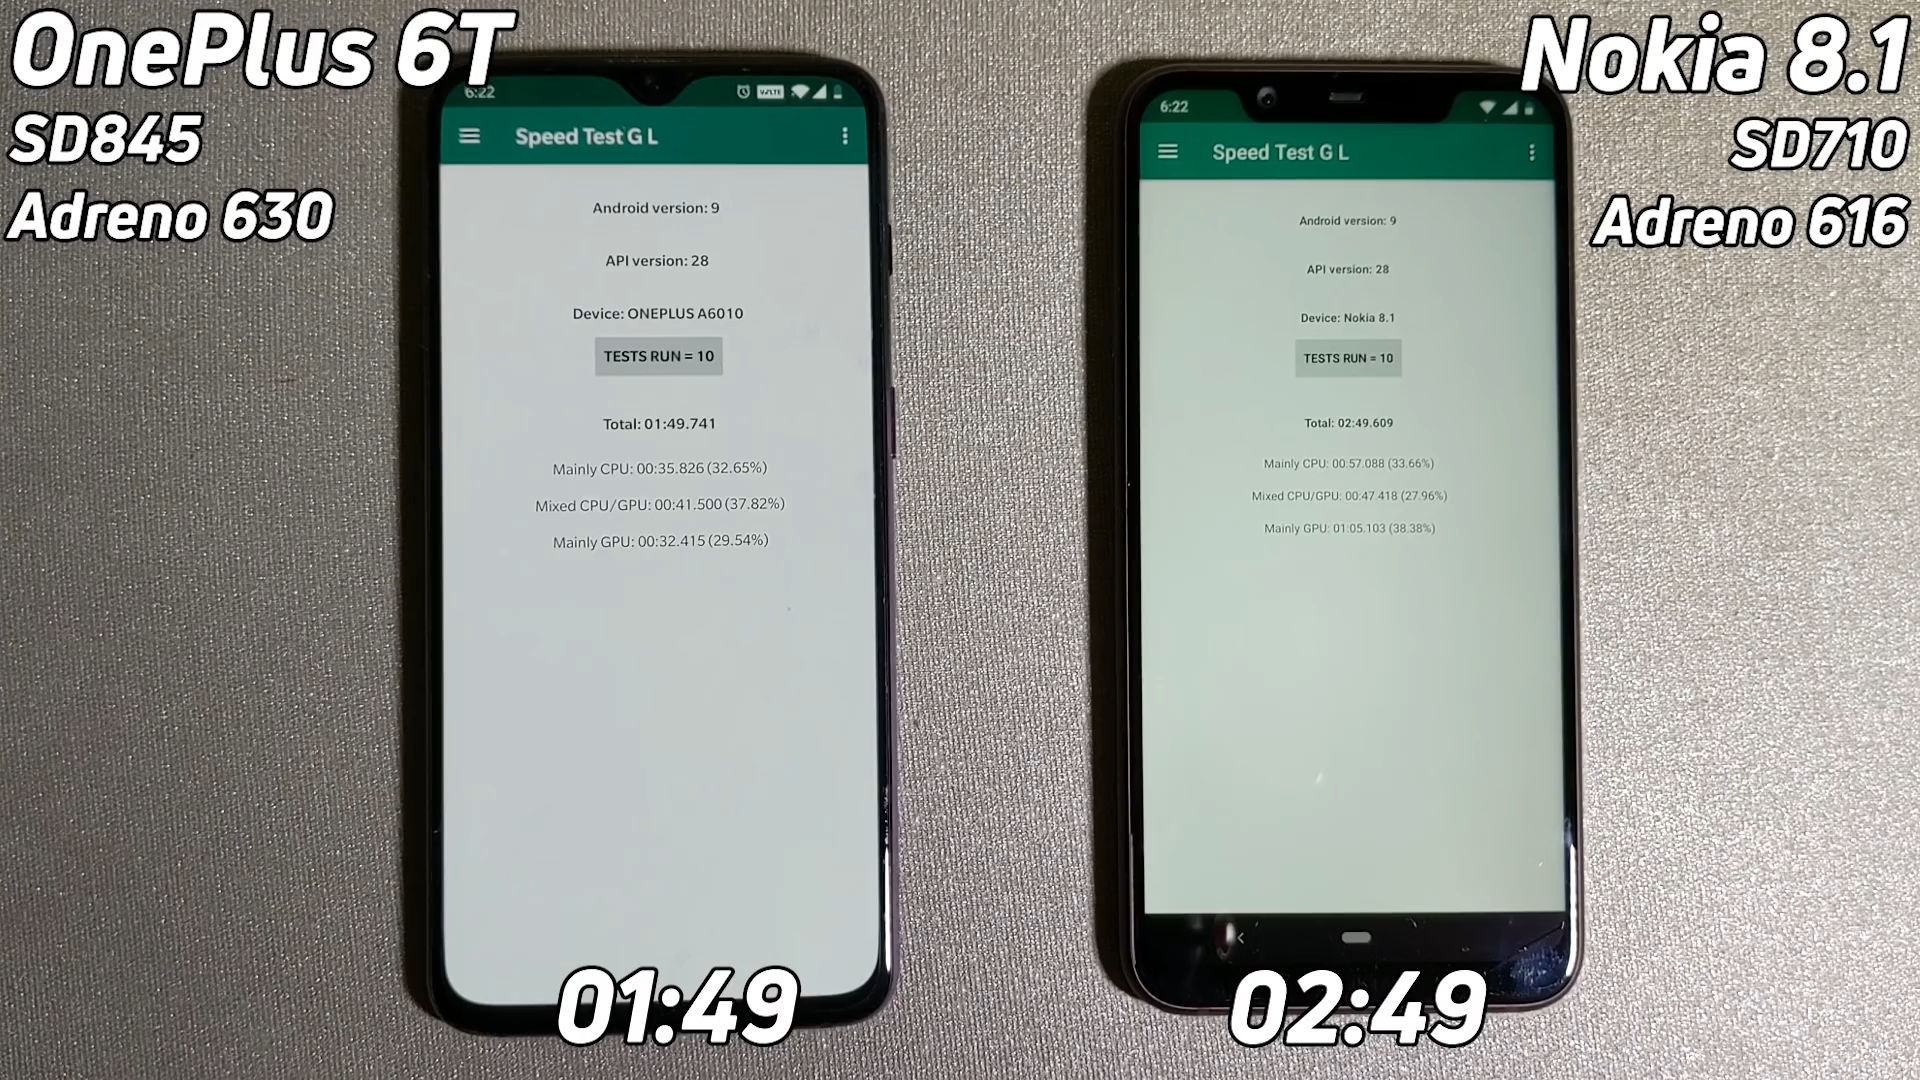 OnePlus 6T
SD845
Adreno 630
6:22
VoLTE
Speed Test G L
Android version: 9
API version: 28
Device: ONEPLUS A6010
TESTS RUN = 10
Total: 01:49.741
Mainly CPU: 00:35.826 (32.65%)
Mixed CPU/GPU: 00:41.500 (37.82%)
Mainly GPU: 00:32.415 (29.54%)
01:49
Nokia 8.1
SD710
Adreno 616
6:22
Speed Test G L
Android version: 9
API version: 28
Device: Nokia 8.1
TESTS RUN = 10
Total: 02:49.609
Mainly CPU: 00:57.088 (33.66%)
Mixed CPU/GPU: 00:47.418 (27.96%)
Mainly GPU: 01:05.103 (38.38%)
02:49